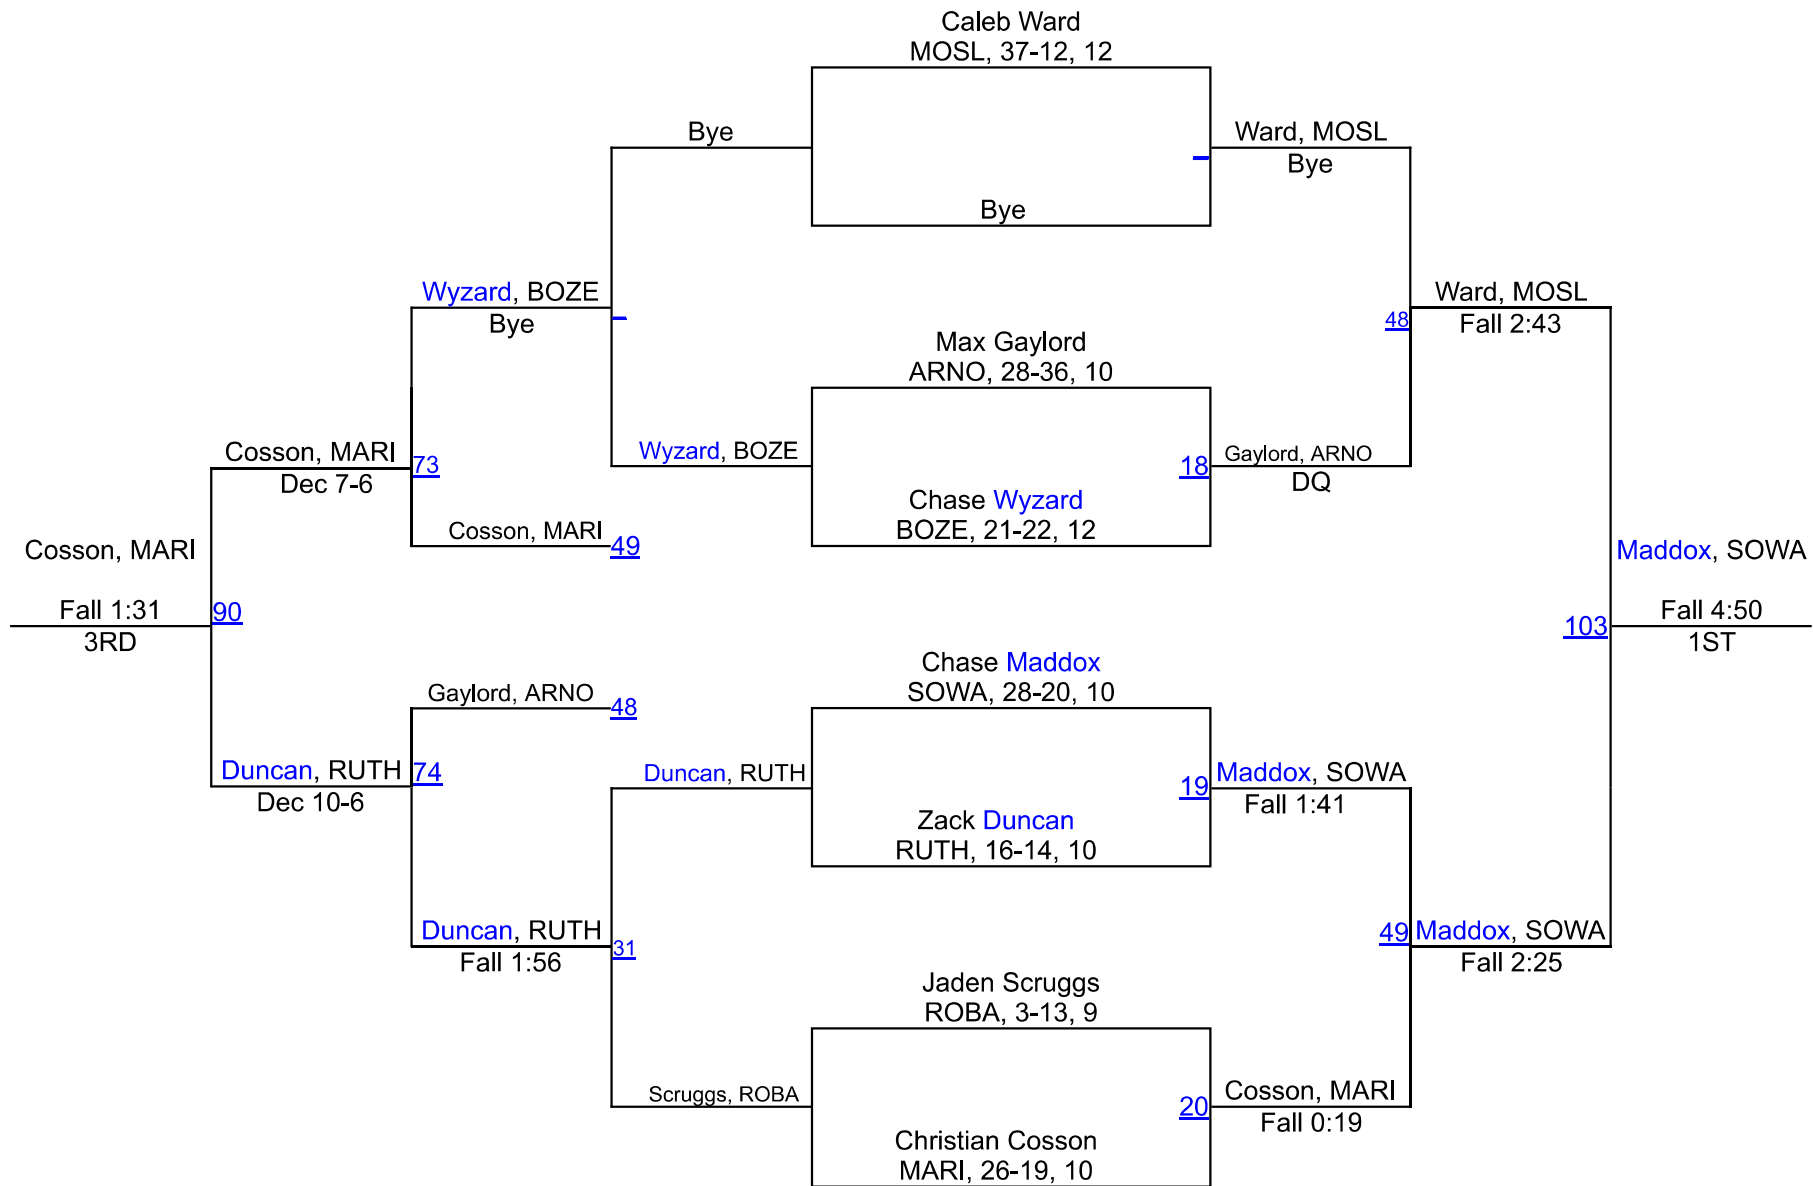 Caleb Ward
MOSL, 37-12, 12
Bye
Ward, MOSL
Bye
Bye
Wyzard, BOZE
Bye
Ward, MOSL
48
Fall 2:43
Max Gaylord
ARNO, 28-36, 10
Cosson, MARI
73
Dec 7-6
Wyzard, BOZE
18
Gaylord, ARNO
DQ
Chase Wyzard
BOZE, 21-22, 12
Cosson, MARI
49
Cosson, MARI
Maddox, SOWA
Fall 1:31
90
3RD
103
Fall 4:50
1ST
Chase Maddox
SOWA, 28-20, 10
Gaylord, ARNO
48
Duncan, RUTH
74
Dec 10-6
Duncan, RUTH
19
Maddox, SOWA
Fall 1:41
Zack Duncan
RUTH, 16-14, 10
Duncan, RUTH
31
Fall 1:56
49
Maddox, SOWA
Fall 2:25
Jaden Scruggs
ROBA, 3-13, 9
Scruggs, ROBA
20
Cosson, MARI
Fall 0:19
Christian Cosson
MARI, 26-19, 10